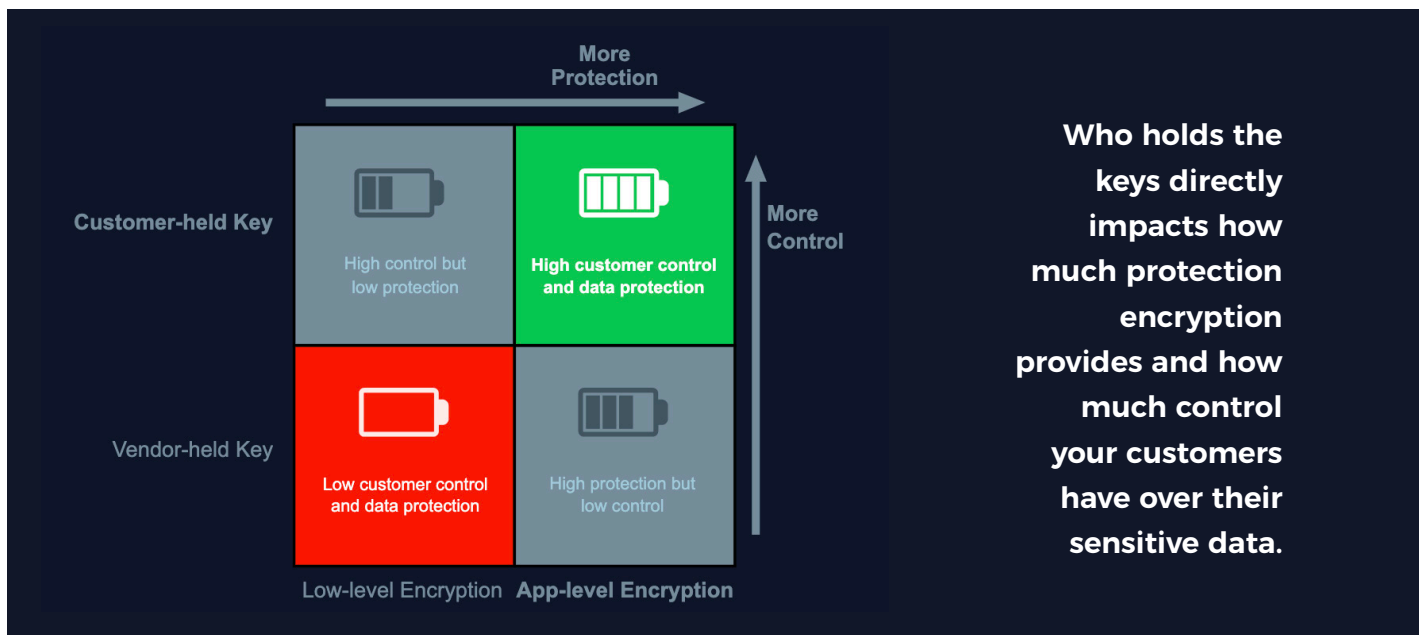 More
Protection
Customer-held Key
High control but
low protection
High customer control
and data protection
More
Control
Vendor-held Key
Low customer control
and data protection
High protection but
low control
Low-level Encryption
App-level Encryption
Who holds the
keys directly
impacts how
much protection
encryption
provides and how
much control
your customers
have over their
sensitive data.